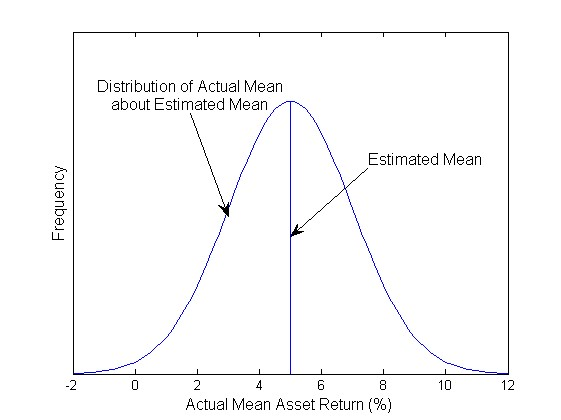 Distribution of Actual Mean
about Estimated Mean
Estimated Mean
Frequency
-2 0 2 4 6 8 10 12
Actual Mean Asset Return (%)